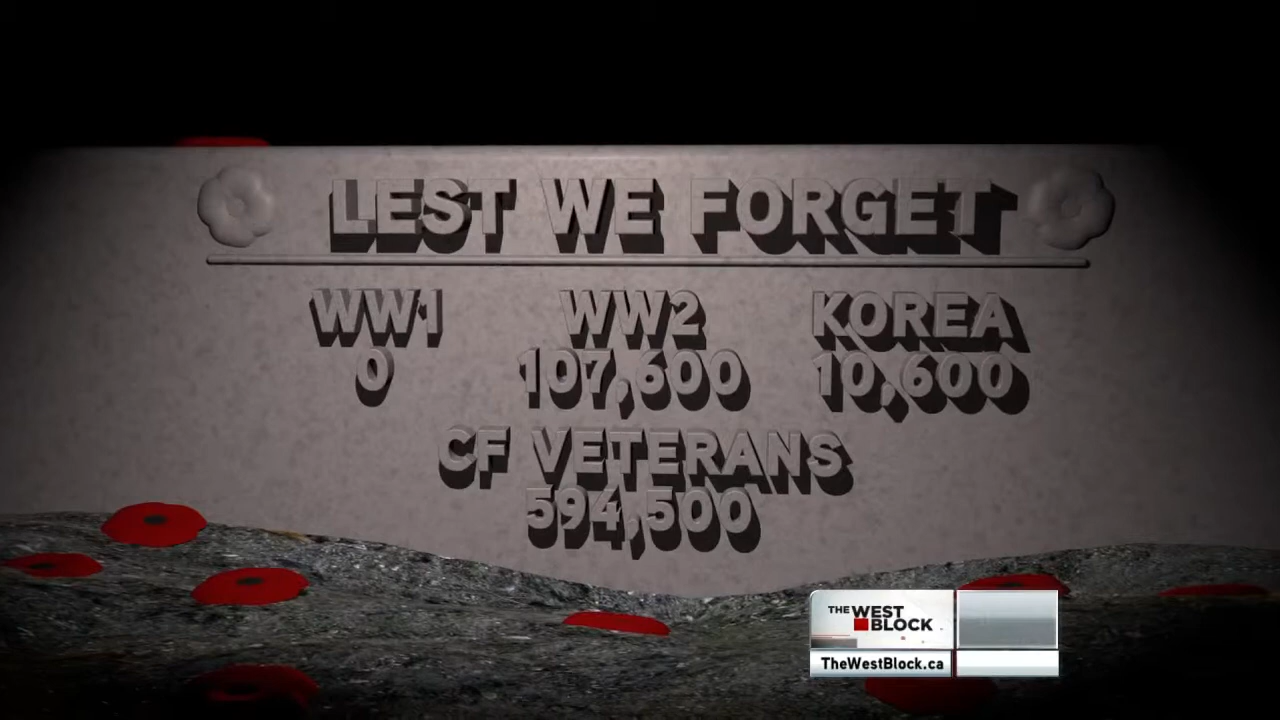 LEST WE FORGET
WW1 WW2 KOREA
0 107,600 10,600
CF VETERANS
594,500
THE WEST BLOCK
TheWestBlock.ca